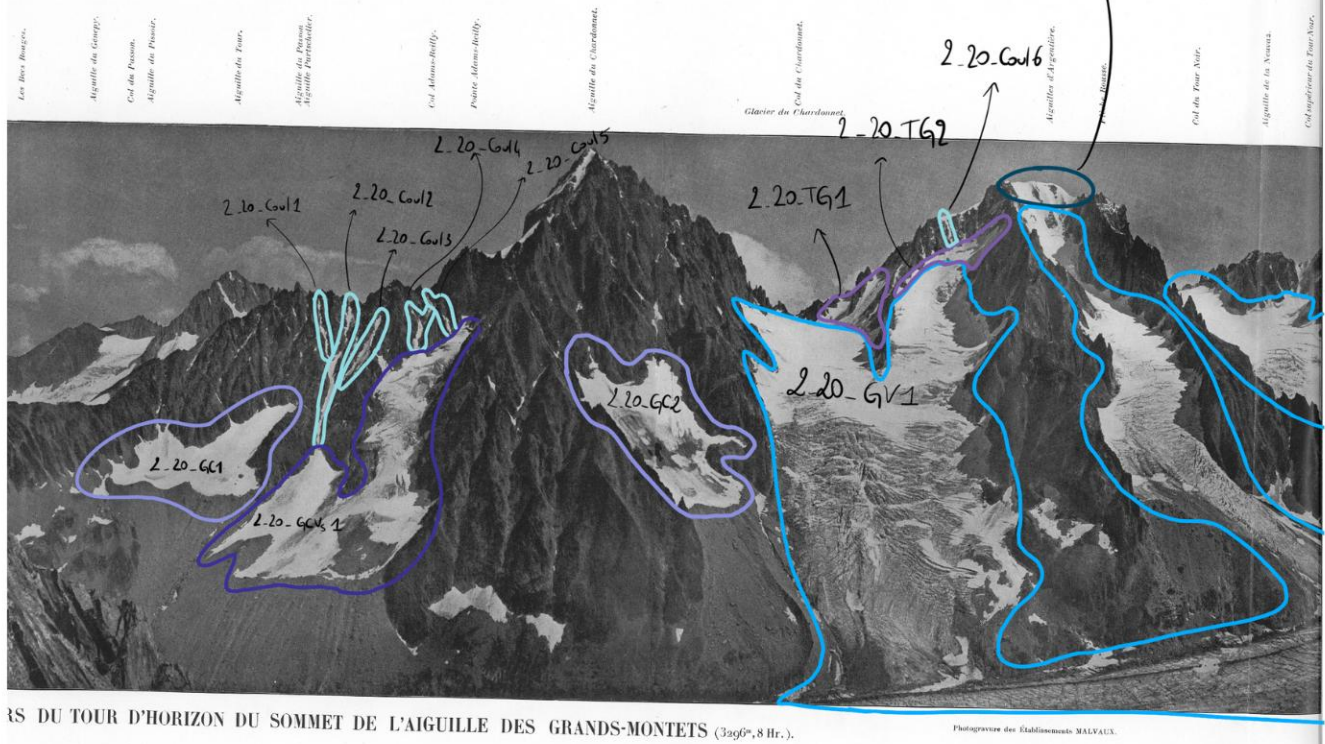 Les Becs Rouges.
Aiguille du Génépy.
Col du Passon.
Aiguille du Pissoir.
Aiguille du Tour.
Aiguille du Passon
Aiguille Purtscheller.
Col Adams-Reilly.
Pointe Adams-Reilly.
Aiguille du Chardonnet.
Glacier du Chardonnet.
Col du Chardonnet.
Aiguilles d'Argentière.
Rousse.
Col du Tour Noir.
Aiguille de la Neuvaz.
Col supérieur du Tour Noir.
2_20_Coul6
2_20_TG2
2_20_Coul4
2_20_Coul5
2_20_Coul1
2_20_Coul2
2_20_TG1
2_20_Coul3
2_20_GV1
2_20_GC2
2_20_GC1
2_20_GCVs1
RS DU TOUR D'HORIZON DU SOMMET DE L'AIGUILLE DES GRANDS-MONTETS (3296ᵐ, 8 Hr.).
Photogravure des Établissements MALVAUX.